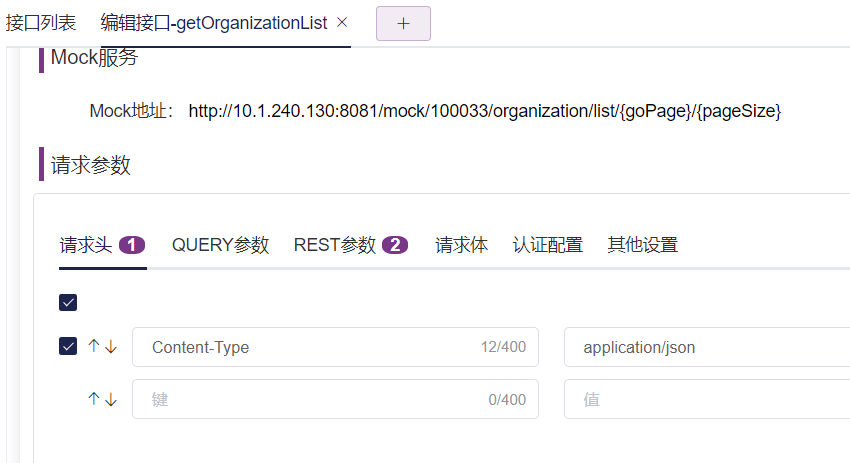 接口列表 编辑接口-getOrganizationList
Mock服务
Mock地址： http://10.1.240.130:8081/mock/100033/organization/list/{goPage}/{pageSize}
请求参数
请求头 1 QUERY参数 REST参数 2 请求体 认证配置 其他设置
Content-Type 12/400 application/json
键 0/400 值